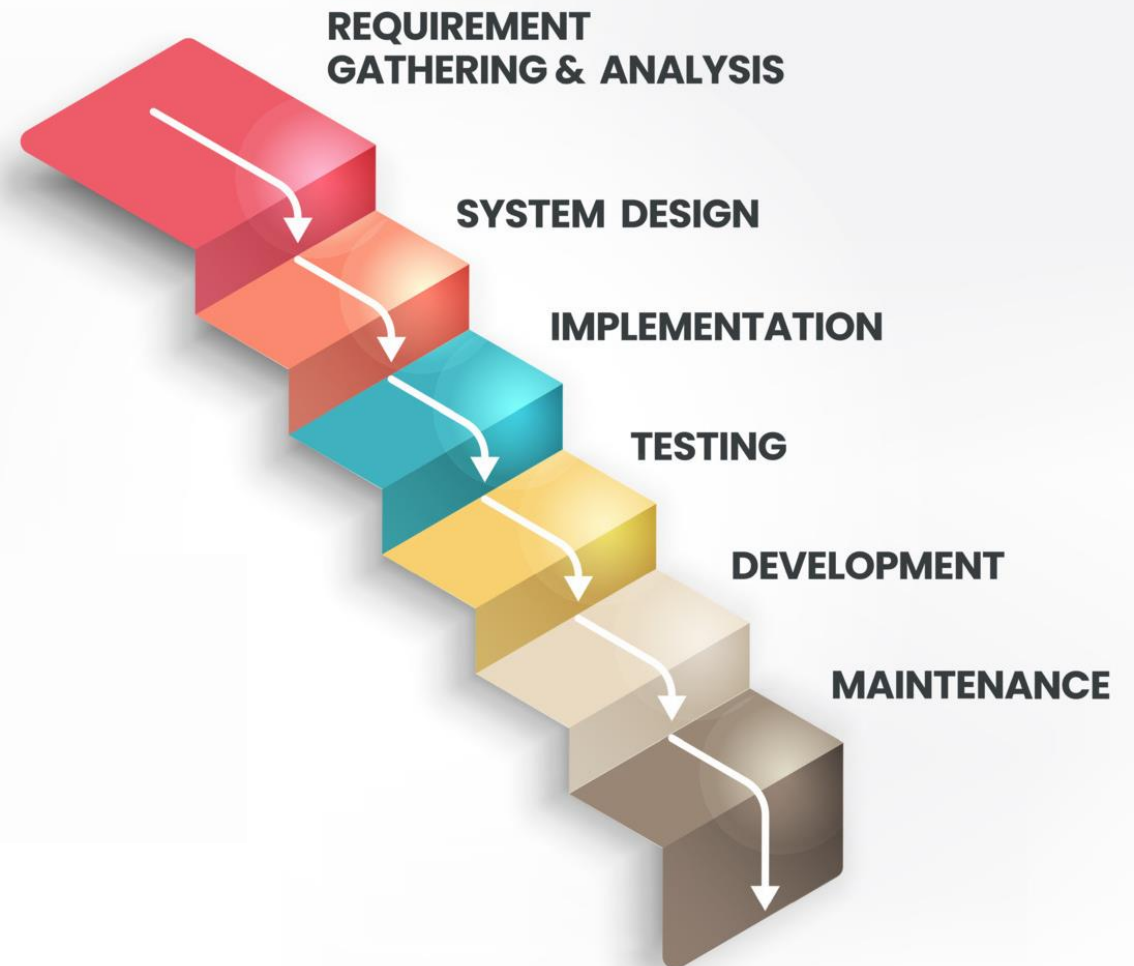 REQUIREMENT
GATHERING & ANALYSIS
SYSTEM DESIGN
IMPLEMENTATION
TESTING
DEVELOPMENT
MAINTENANCE